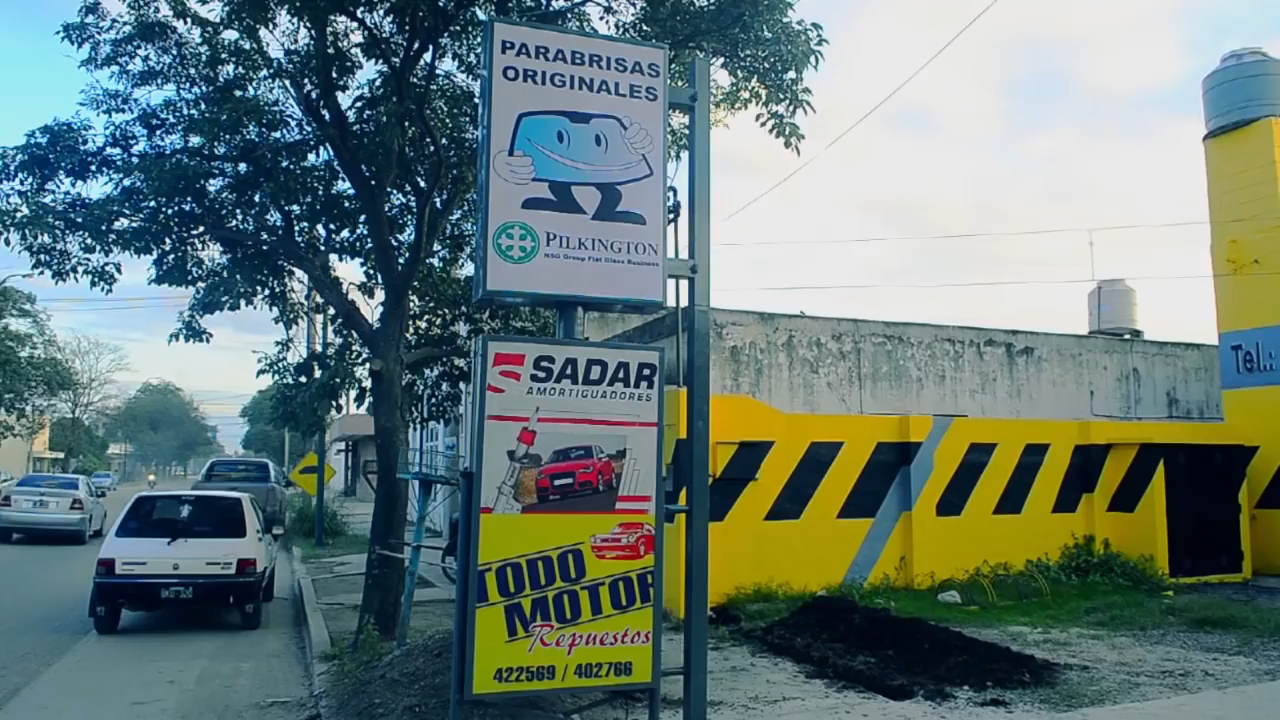 PARABRISAS
ORIGINALES
PILKINGTON
NSG Group Flat Glass Business
SADAR
AMORTIGUADORES
TODO
MOTOR
Repuestos
422569 / 402766
Tel.: